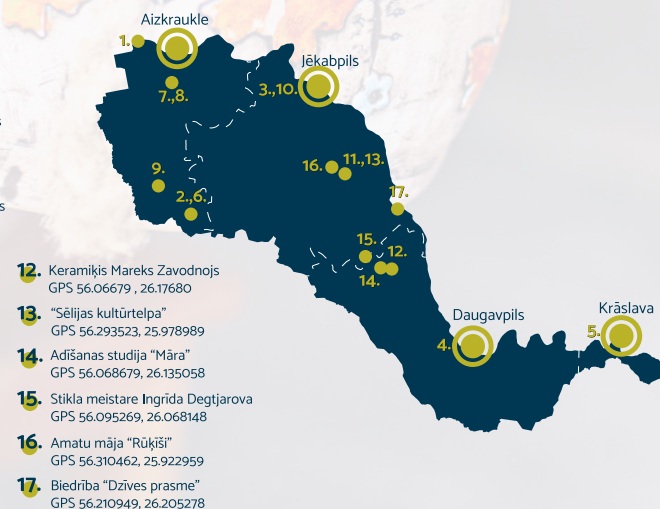 Aizkraukle
1.
7.,8.
3.,10.
Jēkabpils
16.
11.,13.
9.
2.,6.
17.
15.
12.
14.
Daugavpils
4.
Krāslava
5.
12. Keramiķis Mareks Zavodnojs
GPS 56.06679 , 26.17680
13. “Sēlijas kultūrtelpa”
GPS 56.293523, 25.978989
14. Adīšanas studija “Māra”
GPS 56.068679, 26.135058
15. Stikla meistare Ingrīda Degtjarova
GPS 56.095269, 26.068148
16. Amatu māja “Rūķīši”
GPS 56.310462, 25.922959
17. Biedrība “Dzīves prasme”
GPS 56.210949, 26.205278